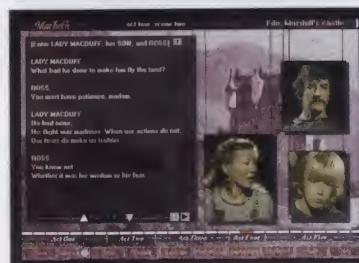 Macbeth
act four scene two
Fife. Macduff's castle
[Enter LADY MACDUFF, her SON, and ROSS]
LADY MACDUFF
What had he done to make him fly the land?
ROSS
You must have patience, madam.
LADY MACDUFF
He had none.
His flight was madness. When our actions do not,
Our fears do make us traitors.
ROSS
You know not
Whether it was his wisdom or his fear.
Act One Act Two Act Three Act Four Act Five